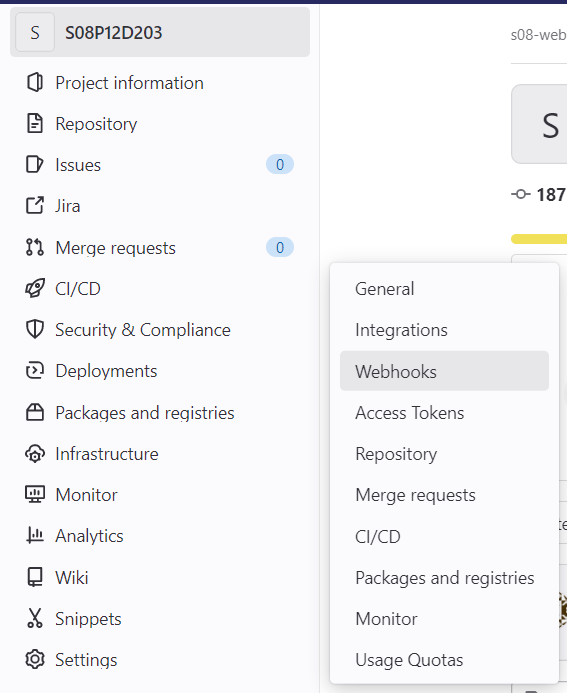 S S08P12D203
Project information
Repository
Issues 0
Jira
Merge requests 0
CI/CD
Security & Compliance
Deployments
Packages and registries
Infrastructure
Monitor
Analytics
Wiki
Snippets
Settings
General
Integrations
Webhooks
Access Tokens
Repository
Merge requests
CI/CD
Packages and registries
Monitor
Usage Quotas
s08-web
S
187